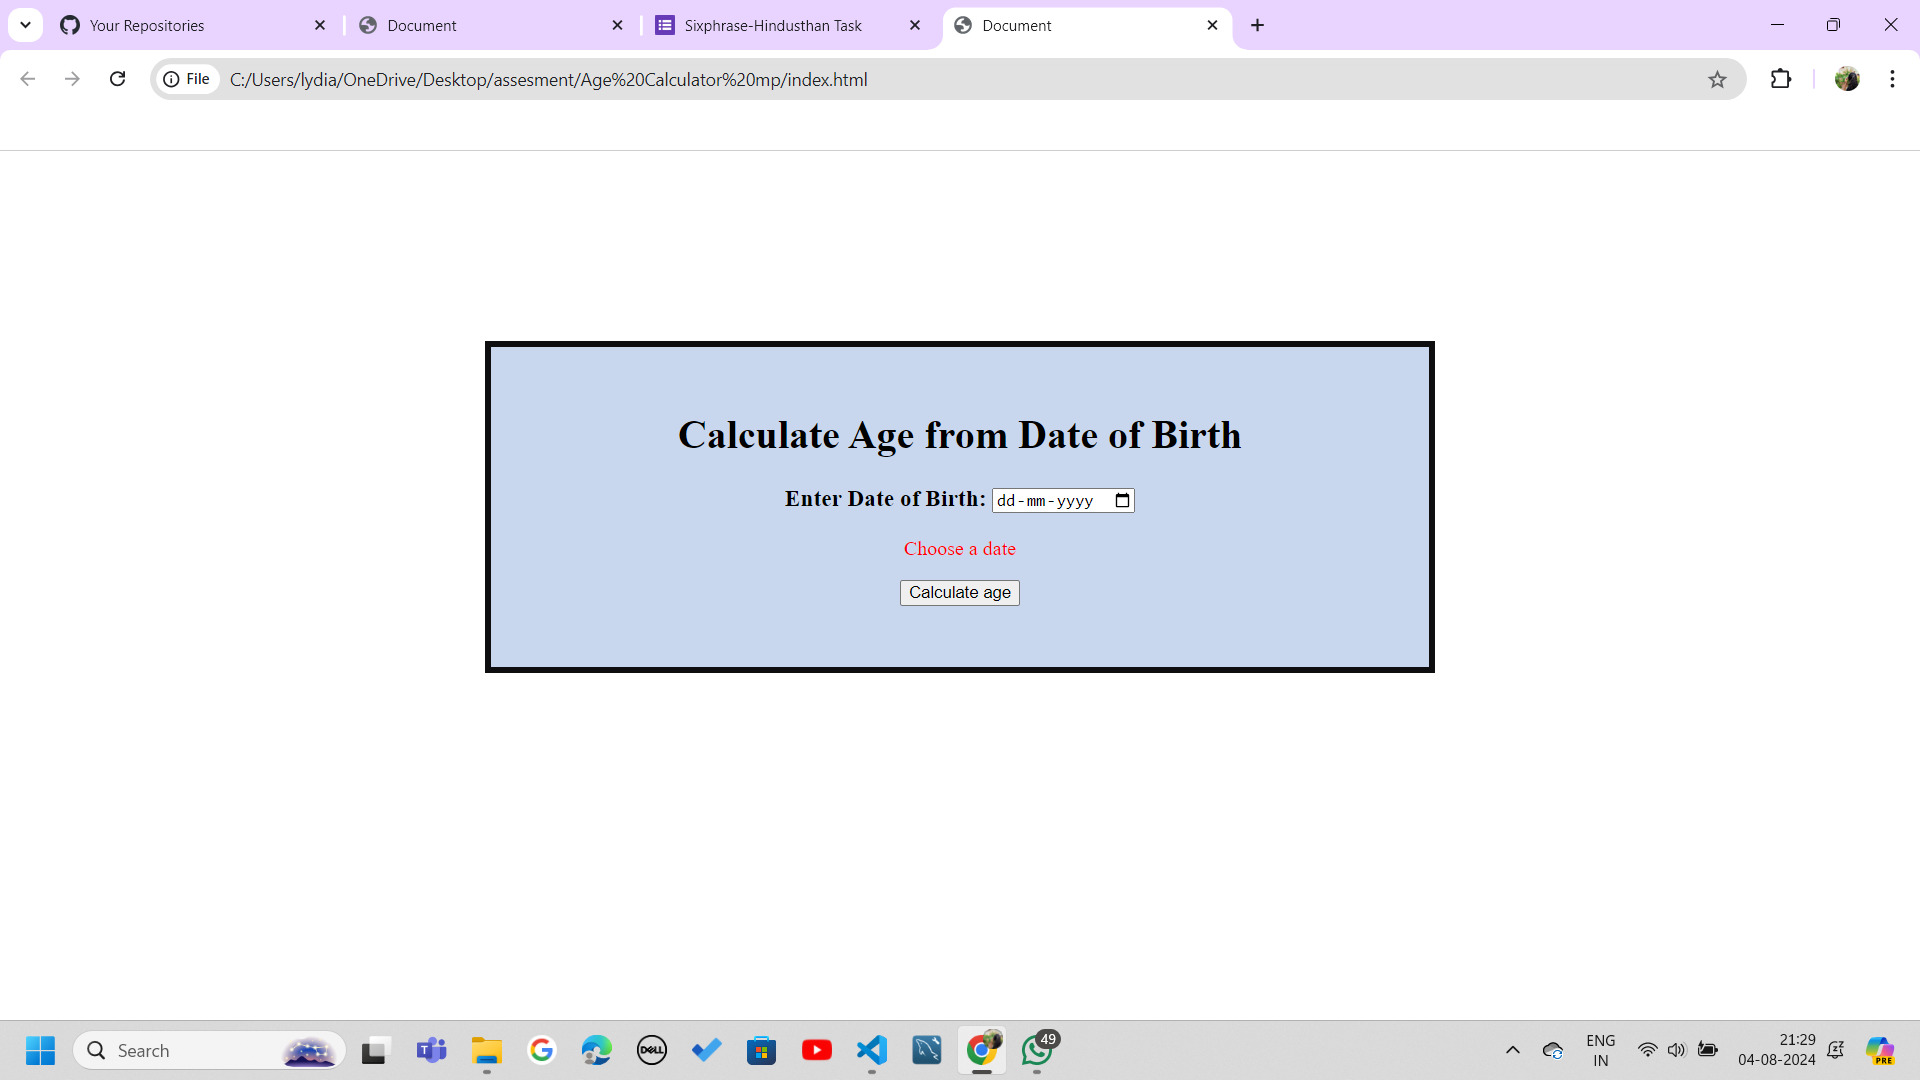 Your Repositories
Document
Sixphrase-Hindusthan Task
Document
File
C:/Users/lydia/OneDrive/Desktop/assesment/Age%20Calculator%20mp/index.html
Calculate Age from Date of Birth
Enter Date of Birth: dd-mm-yyyy
Choose a date
Calculate age
Search
DELL
49
ENG
IN
21:29
04-08-2024
PRE